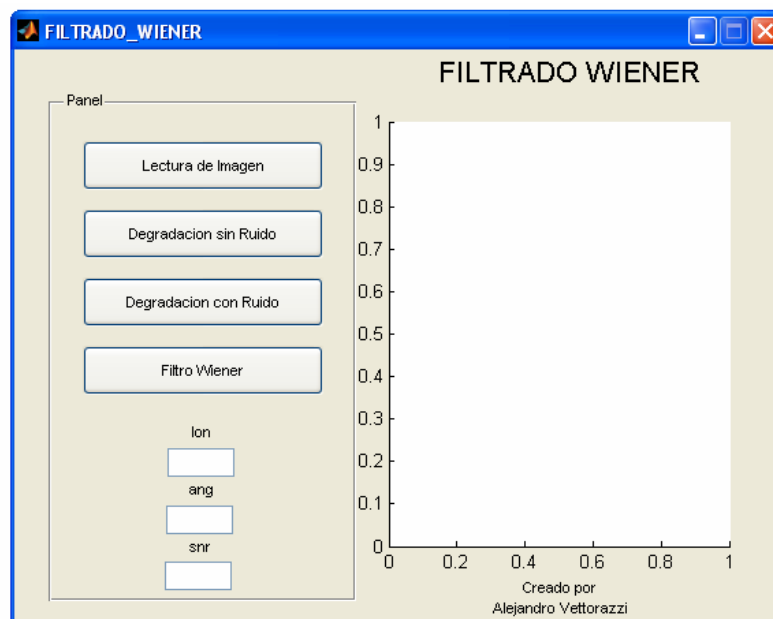 FILTRADO_WIENER
FILTRADO WIENER
Panel
Lectura de Imagen
Degradacion sin Ruido
Degradacion con Ruido
Filtro Wiener
lon
ang
snr
1
0.9
0.8
0.7
0.6
0.5
0.4
0.3
0.2
0.1
0
0 0.2 0.4 0.6 0.8 1
Creado por
Alejandro Vettorazzi